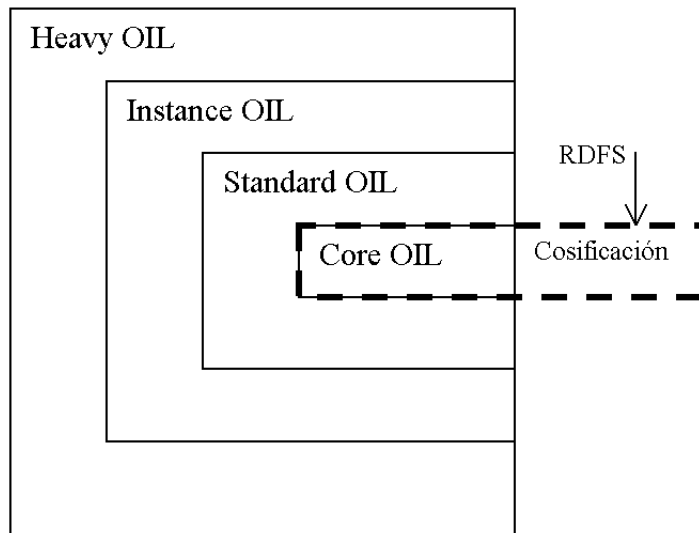 Heavy OIL
Instance OIL
RDFS
Standard OIL
Core OIL
Cosificación